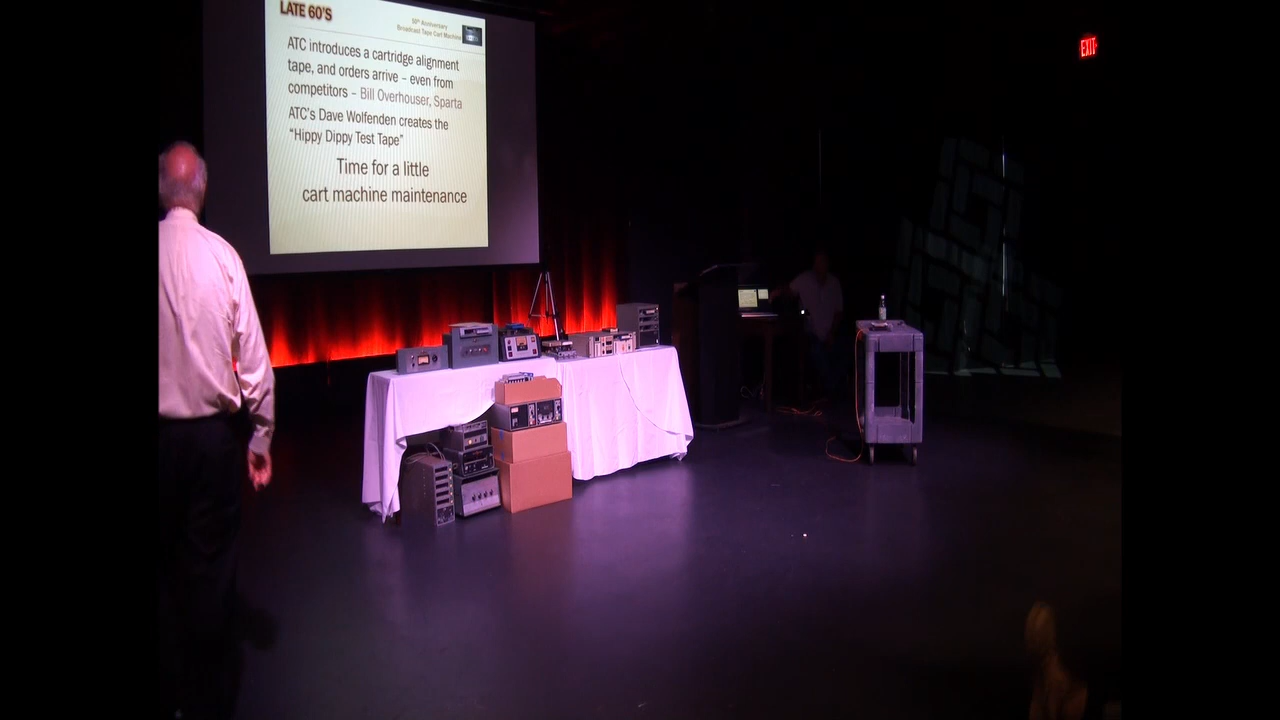 LATE 60'S
50th Anniversary
Broadcast Tape Cart Machine
ATC introduces a cartridge alignment
tape, and orders arrive – even from
competitors – Bill Overhouser, Sparta
ATC's Dave Wolfenden creates the
"Hippy Dippy Test Tape"
Time for a little
cart machine maintenance
EXIT